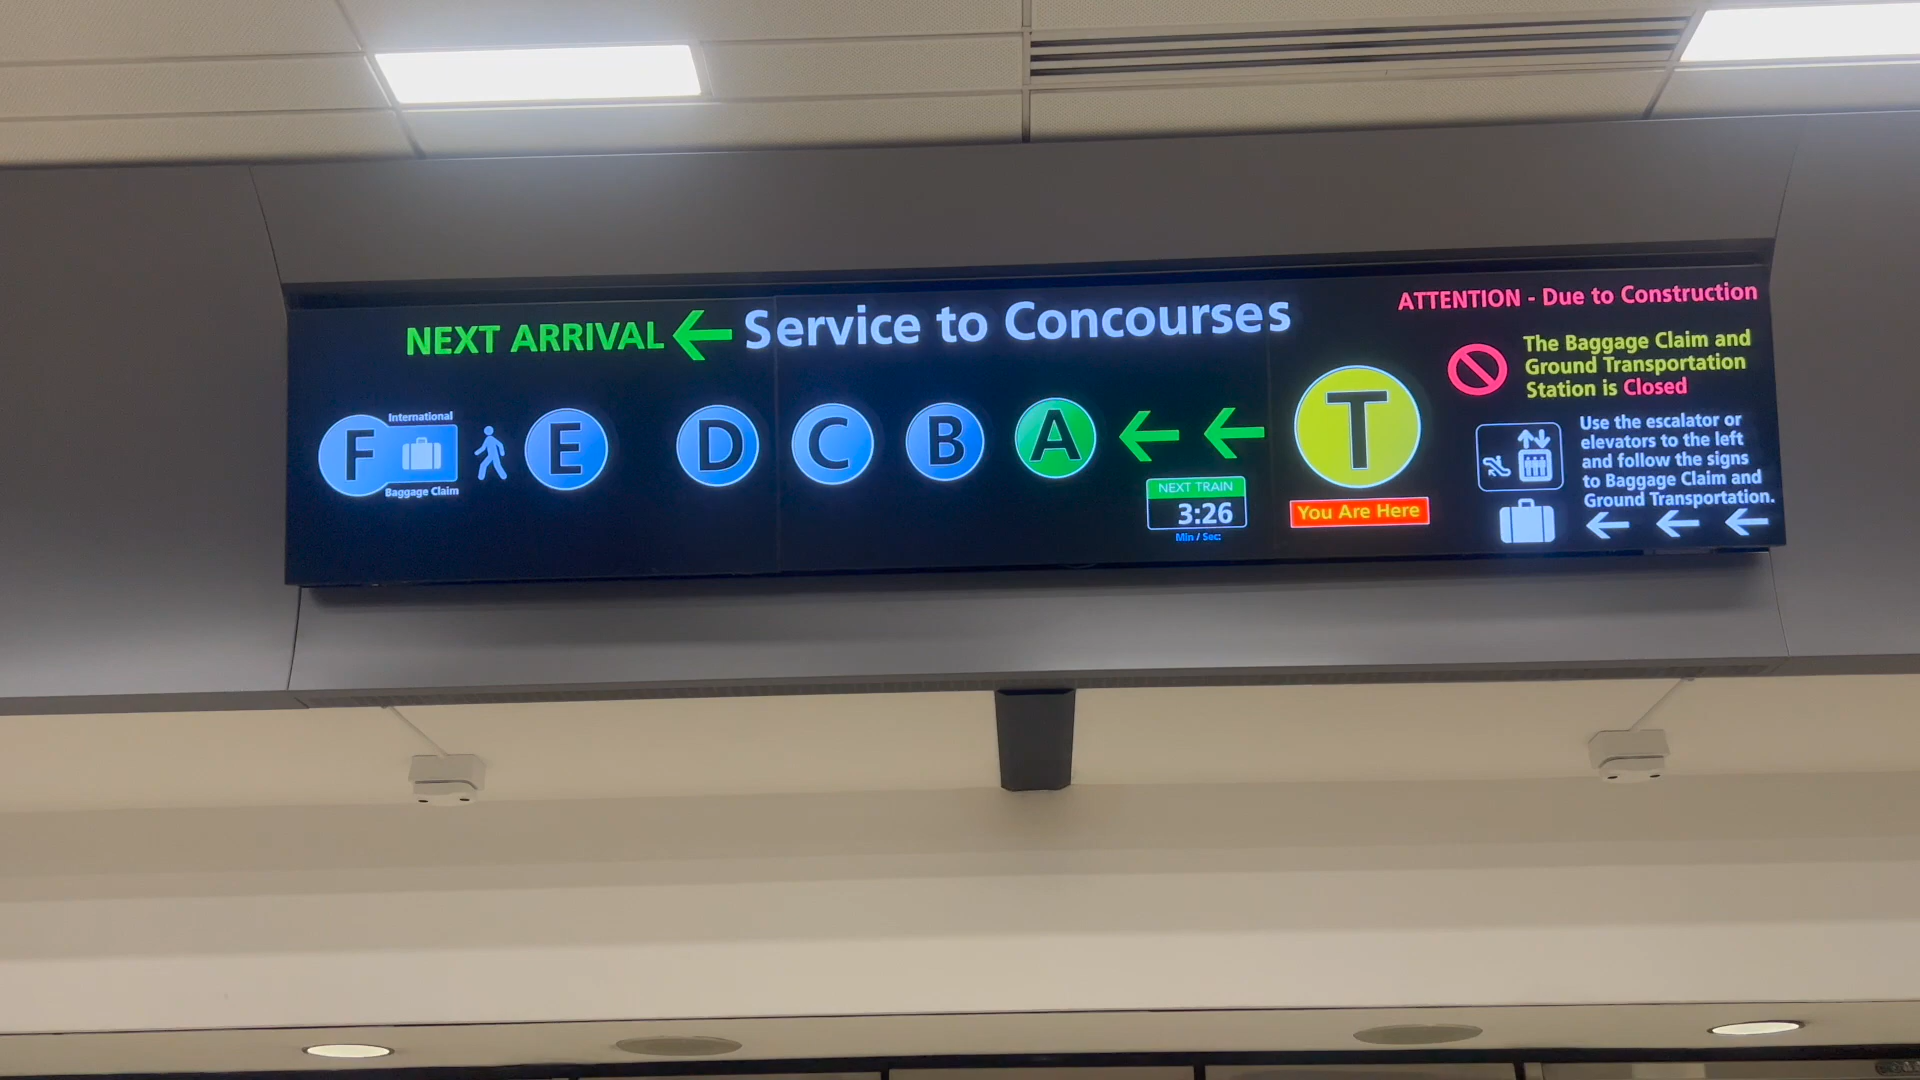 NEXT ARRIVAL
Service to Concourses
F
International
Baggage Claim
E
D
C
B
A
NEXT TRAIN
3:26
Min / Sec
T
You Are Here
ATTENTION - Due to Construction
The Baggage Claim and
Ground Transportation
Station is Closed
Use the escalator or
elevators to the left
and follow the signs
to Baggage Claim and
Ground Transportation.